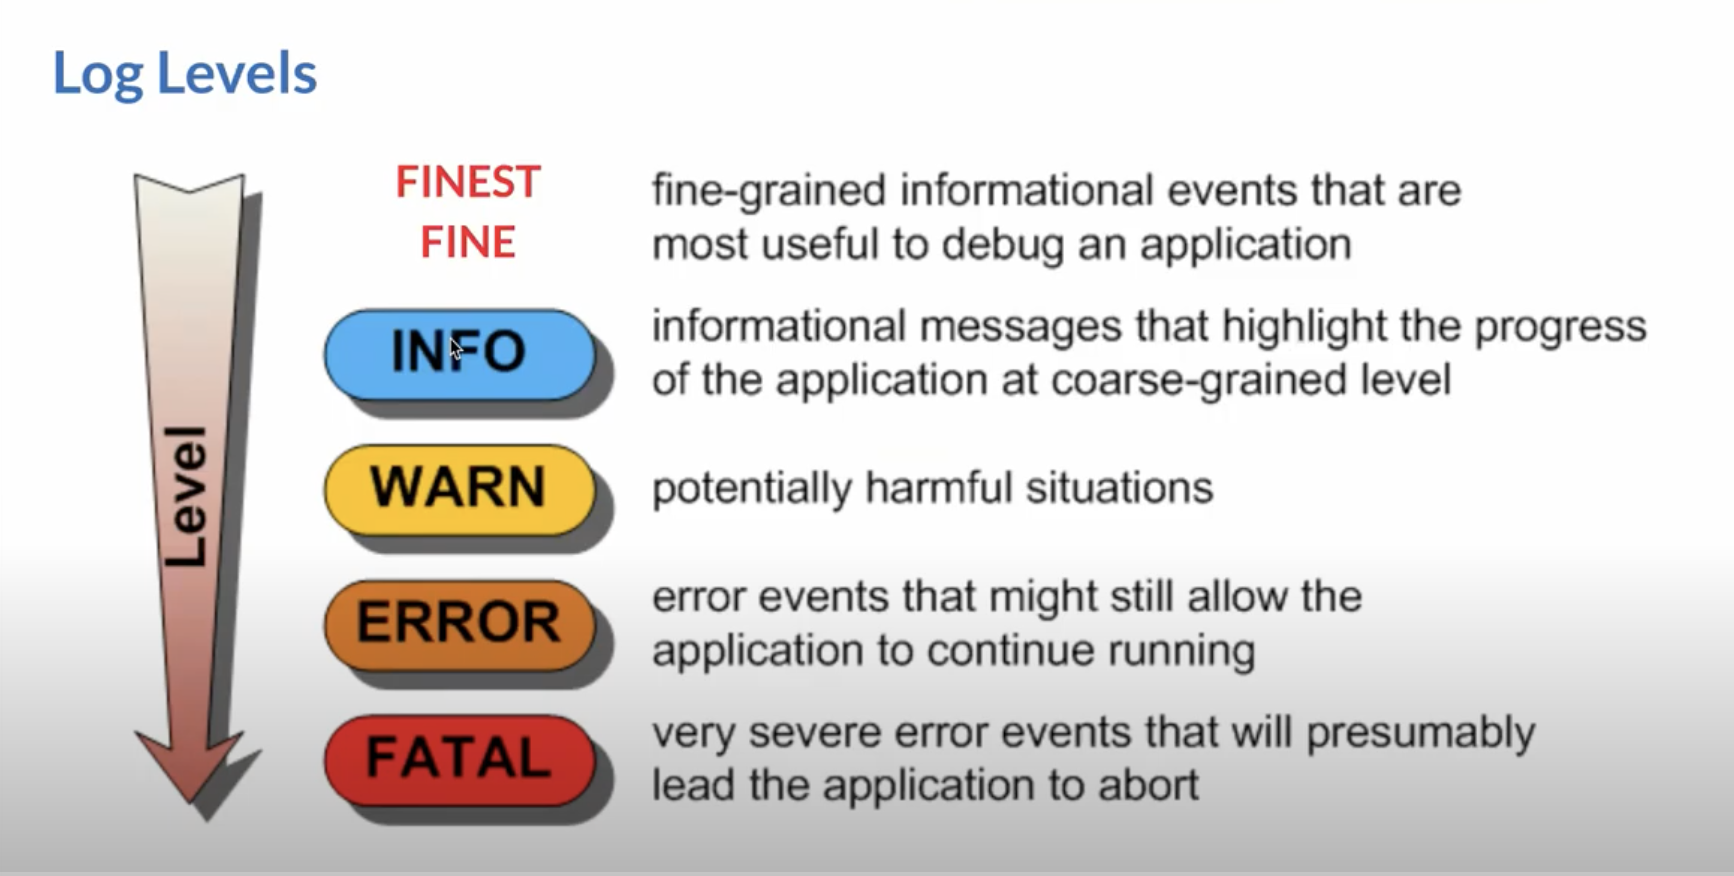 Log Levels
FINEST
FINE
fine-grained informational events that are
most useful to debug an application
INFO
informational messages that highlight the progress
of the application at coarse-grained level
WARN
potentially harmful situations
ERROR
error events that might still allow the
application to continue running
FATAL
very severe error events that will presumably
lead the application to abort
Level